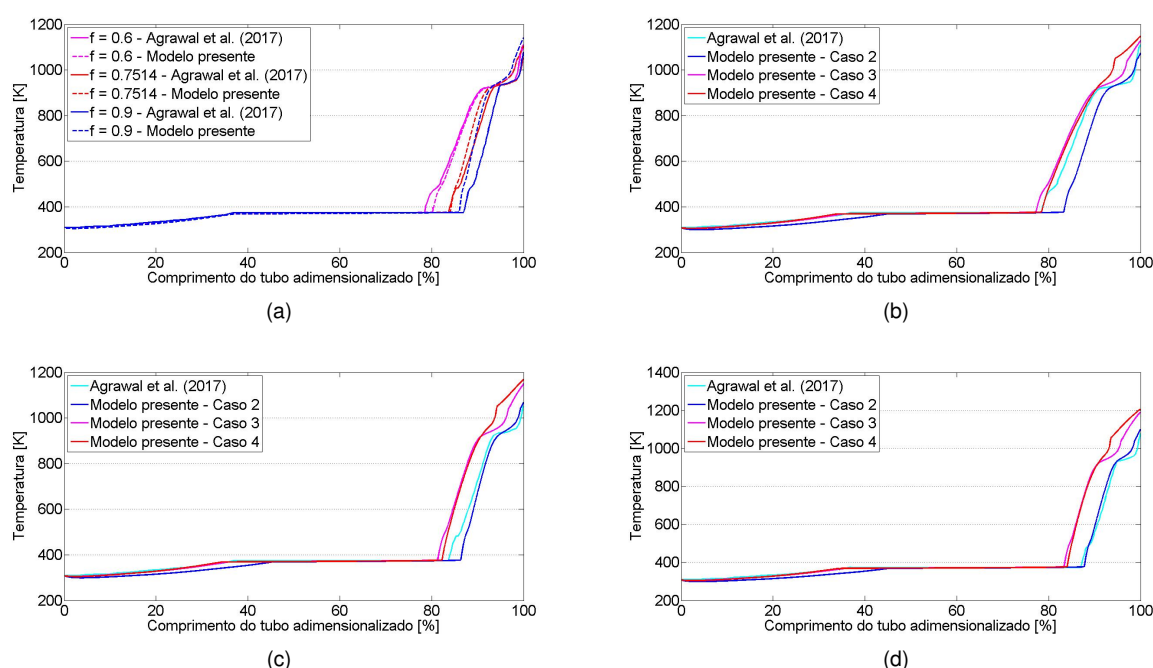 1200
1000
800
600
400
200
Temperatura [K]
f = 0.6 - Agrawal et al. (2017)
f = 0.6 - Modelo presente
f = 0.7514 - Agrawal et al. (2017)
f = 0.7514 - Modelo presente
f = 0.9 - Agrawal et al. (2017)
f = 0.9 - Modelo presente
0 20 40 60 80 100
Comprimento do tubo adimensionalizado [%]
(a)
1200
1000
800
600
400
200
Temperatura [K]
Agrawal et al. (2017)
Modelo presente - Caso 2
Modelo presente - Caso 3
Modelo presente - Caso 4
0 20 40 60 80 100
Comprimento do tubo adimensionalizado [%]
(b)
1200
1000
800
600
400
200
Temperatura [K]
Agrawal et al. (2017)
Modelo presente - Caso 2
Modelo presente - Caso 3
Modelo presente - Caso 4
0 20 40 60 80 100
Comprimento do tubo adimensionalizado [%]
(c)
1400
1200
1000
800
600
400
200
Temperatura [K]
Agrawal et al. (2017)
Modelo presente - Caso 2
Modelo presente - Caso 3
Modelo presente - Caso 4
0 20 40 60 80 100
Comprimento do tubo adimensionalizado [%]
(d)